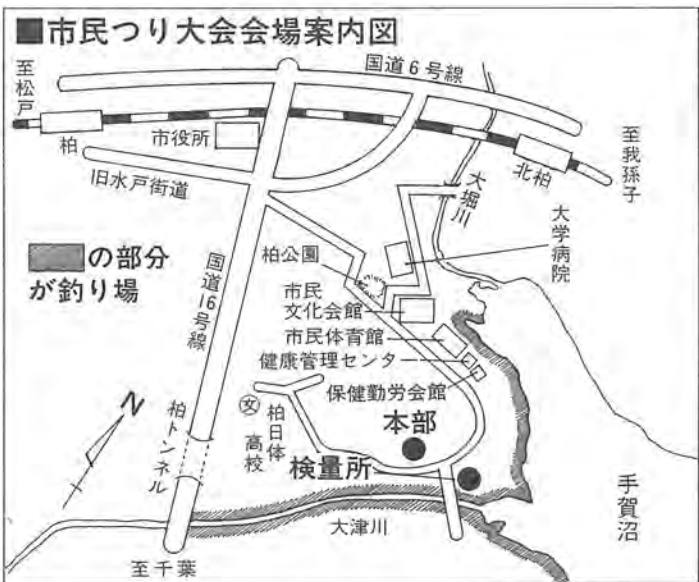 ■市民つり大会会場案内図
至松戸
国道6号線
柏
市役所
旧水戸街道
北柏
至我孫子
大堀川
大学病院
の部分
が釣り場
国道16号線
柏公園
市民
文化会館
市民体育館
健康管理センタ
保健勤労会館
N
柏トンネル
女
柏日体
高校
本部
検量所
手賀沼
大津川
至千葉